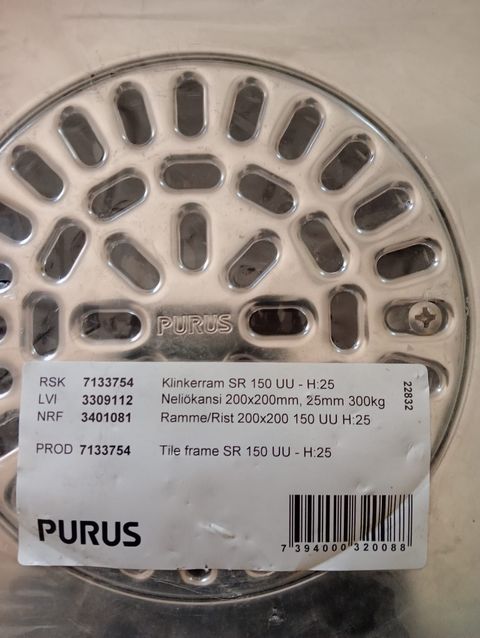 PURUS
RSK 7133754 Klinkerram SR 150 UU - H:25
LVI 3309112 Neliökansi 200x200mm, 25mm 300kg
NRF 3401081 Ramme/Rist 200x200 150 UU H:25
22832
PROD 7133754 Tile frame SR 150 UU - H:25
PURUS
7 394000 320088